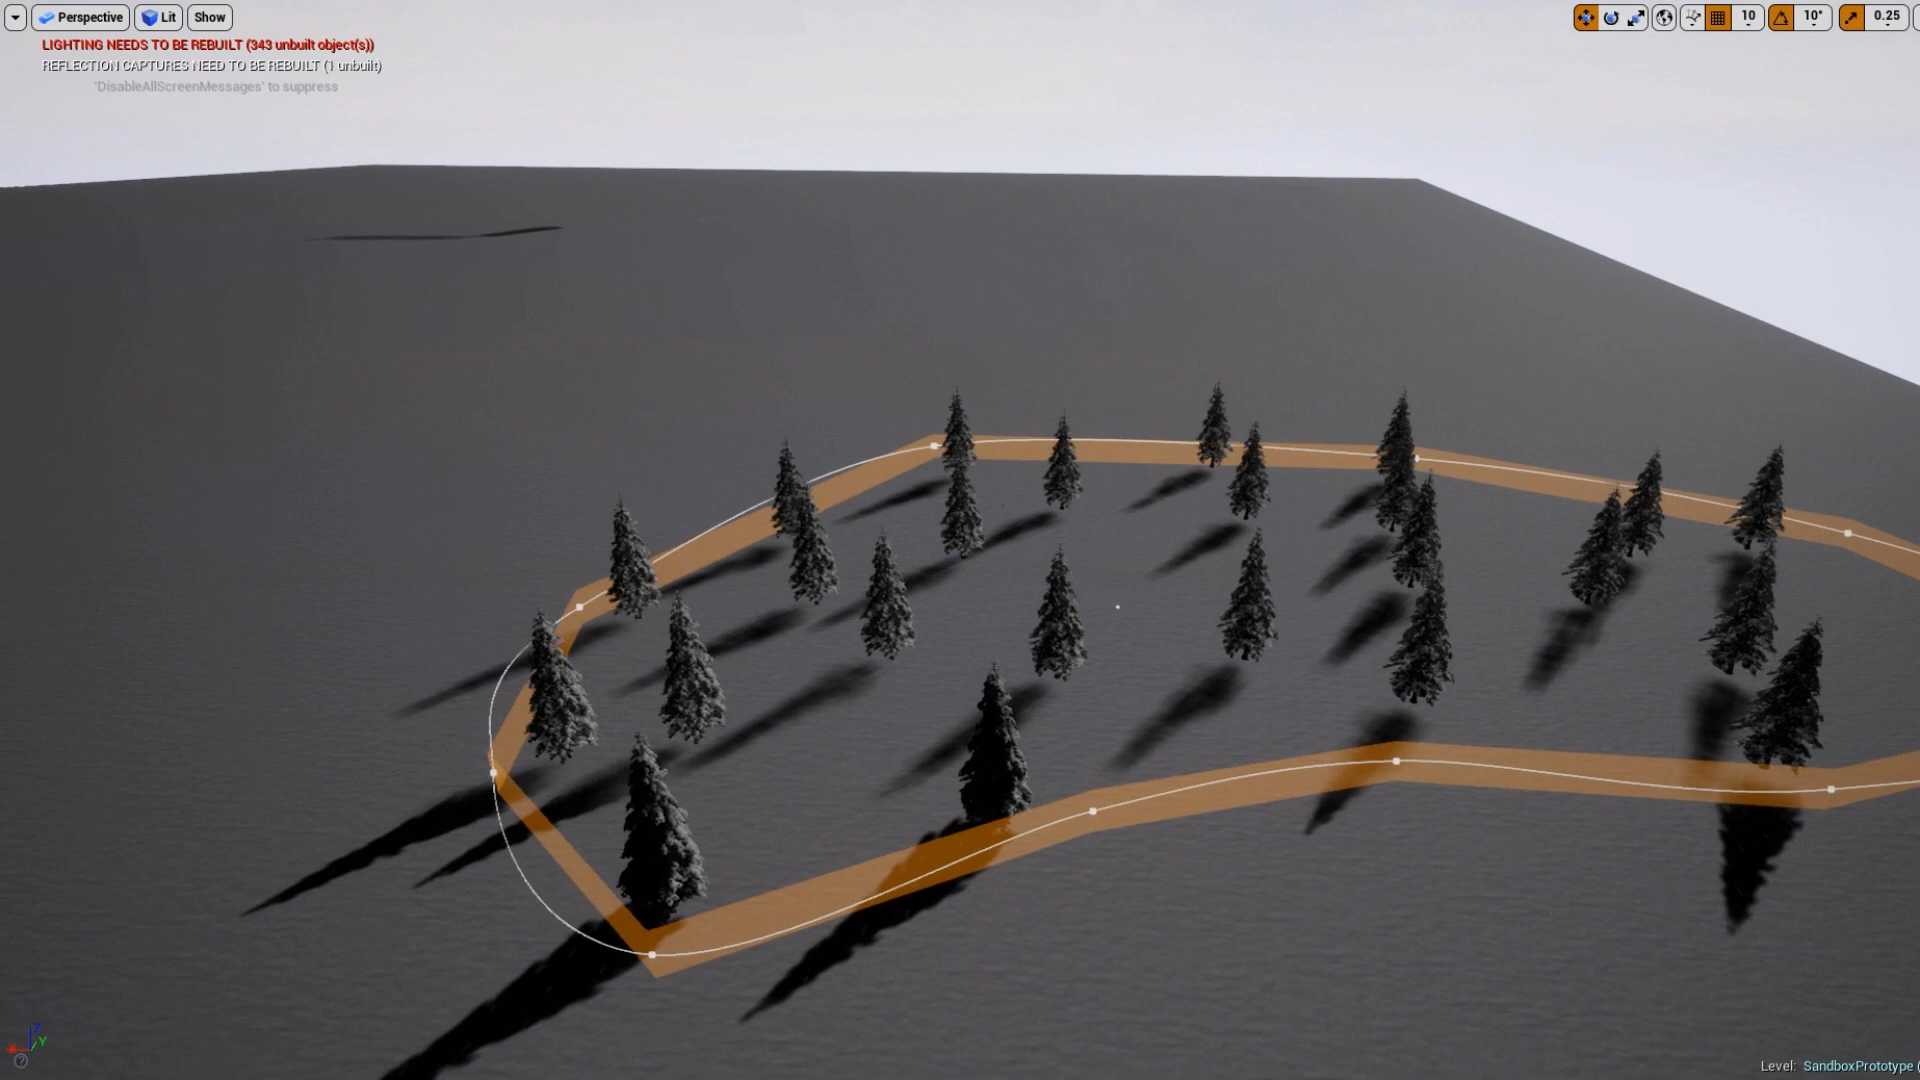 Perspective Lit Show 10 10° 0.25
LIGHTING NEEDS TO BE REBUILT (343 unbuilt object(s))
REFLECTION CAPTURES NEED TO BE REBUILT (1 unbuilt)
'DisableAllScreenMessages' to suppress
Z
Y
X
?
Level: SandboxPrototype (